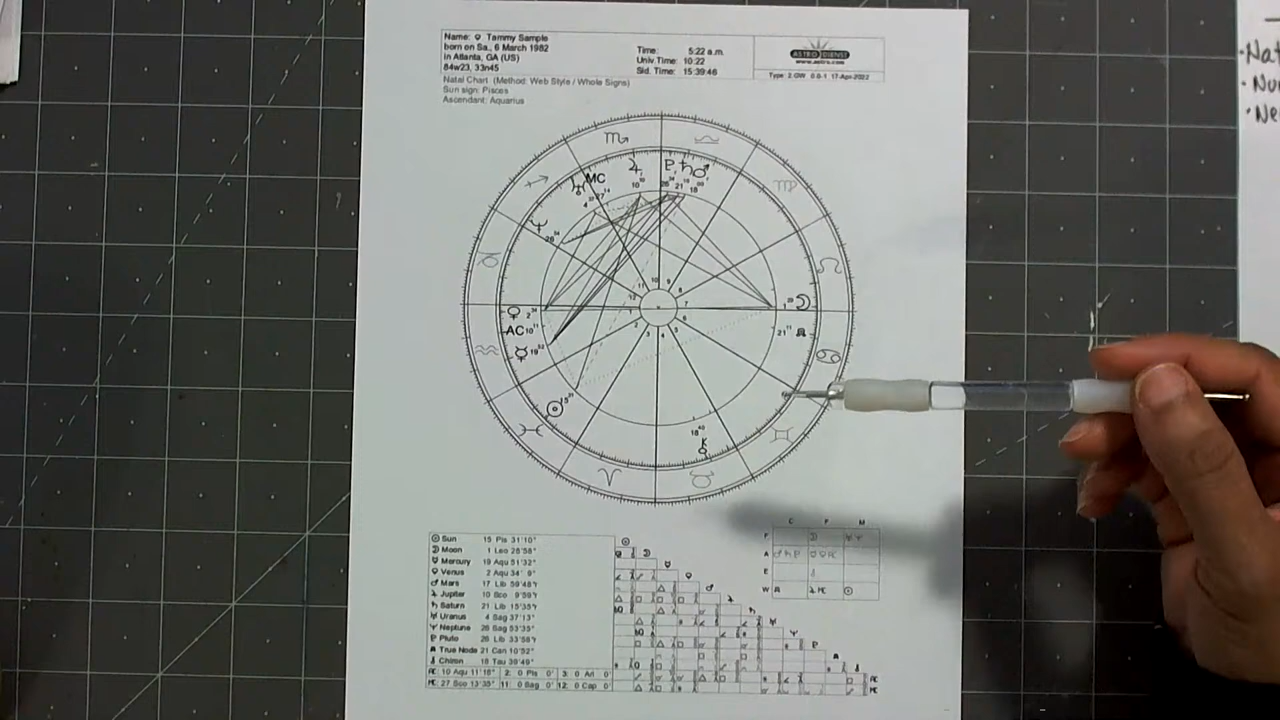 Name: ♀ Tammy Sample
born on Sa., 6 March 1982
in Atlanta, GA (US)
84w23, 33n45
Time: 5:22 a.m.
Univ.Time: 10:22
Sid. Time: 15:39:46
ASTRO DIENST
www.astro.com
Type: 2.GW 0.0-1 17-Apr-2022
Natal Chart (Method: Web Style / Whole Signs)
Sun sign: Pisces
Ascendant: Aquarius
·Nat
·Nu
·Ne
MC
AC
Sun 15 Pis 31'10"
Moon 1 Leo 28'58"
Mercury 19 Aqu 51'32"
Venus 2 Aqu 34' 9"
Mars 17 Lib 59'48"r
Jupiter 10 Sco 9'59"r
Saturn 21 Lib 15'35"r
Uranus 4 Sag 37'13"
Neptune 26 Sag 53'35"
Pluto 26 Lib 33'58"r
True Node 21 Can 10'52"
Chiron 18 Tau 39'49"
AC: 10 Aqu 11'16" 2: 0 Pis 0' 3: 0 Ari 0'
MC: 27 Sco 13'35" 11: 0 Sag 0' 12: 0 Cap 0'
C F M
F
A
E
W
AC
MC